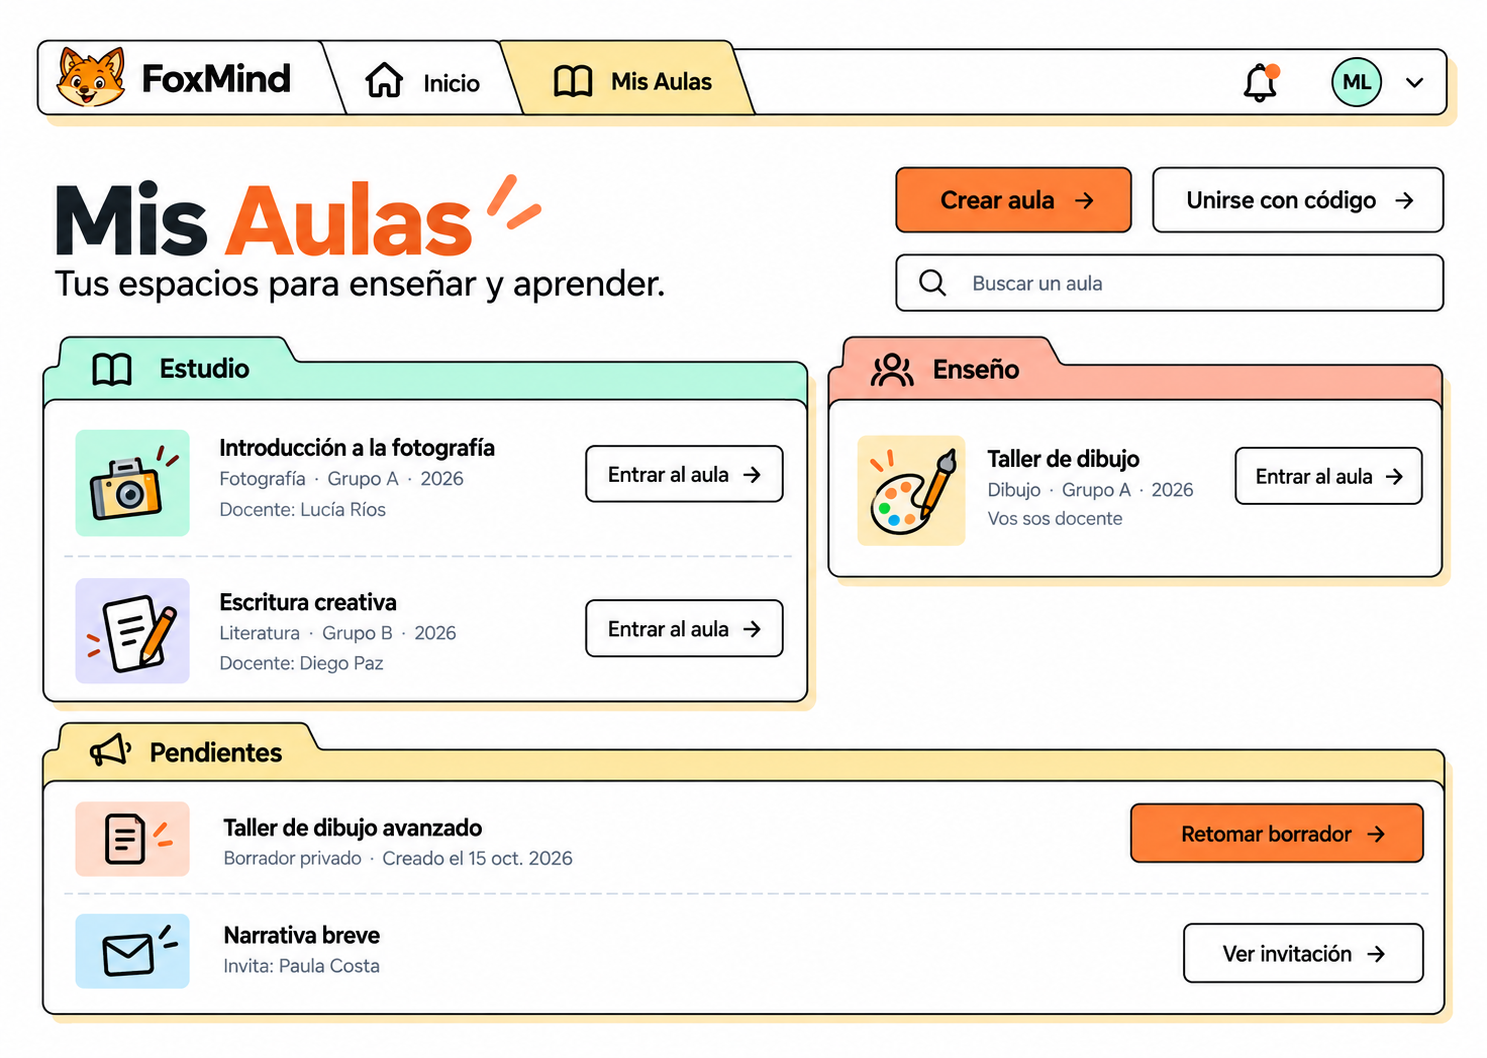 FoxMind
Inicio
Mis Aulas
ML
Mis Aulas
Tus espacios para enseñar y aprender.
Crear aula →
Unirse con código →
Buscar un aula
Estudio
Introducción a la fotografía
Fotografía · Grupo A · 2026
Docente: Lucía Ríos
Entrar al aula →
Escritura creativa
Literatura · Grupo B · 2026
Docente: Diego Paz
Entrar al aula →
Enseño
Taller de dibujo
Dibujo · Grupo A · 2026
Vos sos docente
Entrar al aula →
Pendientes
Taller de dibujo avanzado
Borrador privado · Creado el 15 oct. 2026
Retomar borrador →
Narrativa breve
Invita: Paula Costa
Ver invitación →